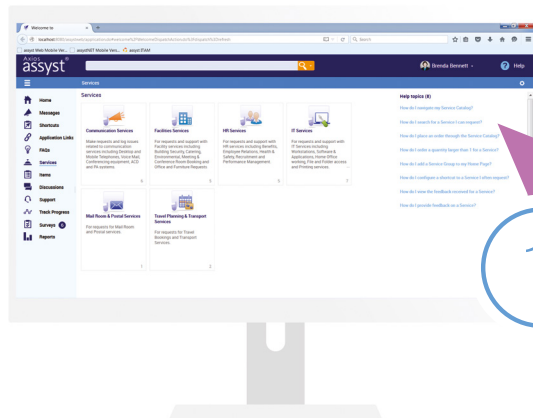 Welcome to
assyst Web Mobile Ver...
assystNET Mobile Ver...
assyst ITAM
Search
Axios
assyst
Brenda Bennett
Help
Services
Home
Messages
Shortcuts
Application Links
FAQs
Services
Items
Discussions
Support
Track Progress
Surveys 6
Reports
Services
Communication Services
Make requests and log issues
related to communication
services including Desktop and
Mobile Telephones, Voice Mail,
Conferencing equipment, ACD
and PA systems.
Facilities Services
For requests and support with
Facility services including
Building Security, Catering,
Environmental, Meeting &
Conference Room Booking and
Office and Furniture Requests.
HR Services
For requests and support with
HR services including Benefits,
Employee Relations, Health &
Safety, Recruitment and
Performance Management.
IT Services
For requests and support with
IT Services including
Workstations, Software &
Applications, Home Office
working, File and Folder access
and Printing services.
Mail Room & Postal Services
For requests for Mail Room
and Postal services.
1
Travel Planning & Transport
Services
For requests for Travel
Bookings and Transport
Services.
2
Help topics (8)
How do I navigate my Service Catalog?
How do I search for a Service I can request?
How do I place an order through the Service Catalog?
How do I order a quantity larger than 1 for a Service?
How do I add a Service Group to my Home Page?
How do I configure a shortcut to a Service I often request?
How do I view the feedback received for a Service?
How do I provide feedback on a Service?